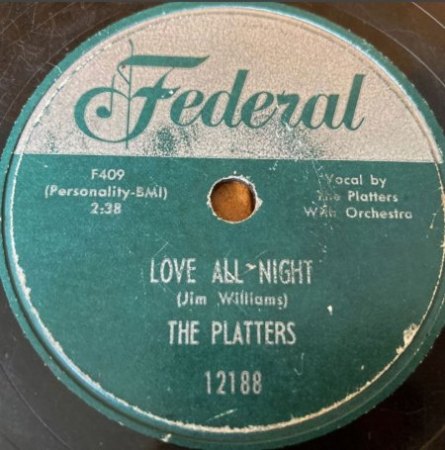 Federal
F409
(Personality-BMI)
2:38
Vocal by
The Platters
With Orchestra
LOVE ALL NIGHT
(Jim Williams)
THE PLATTERS
12188